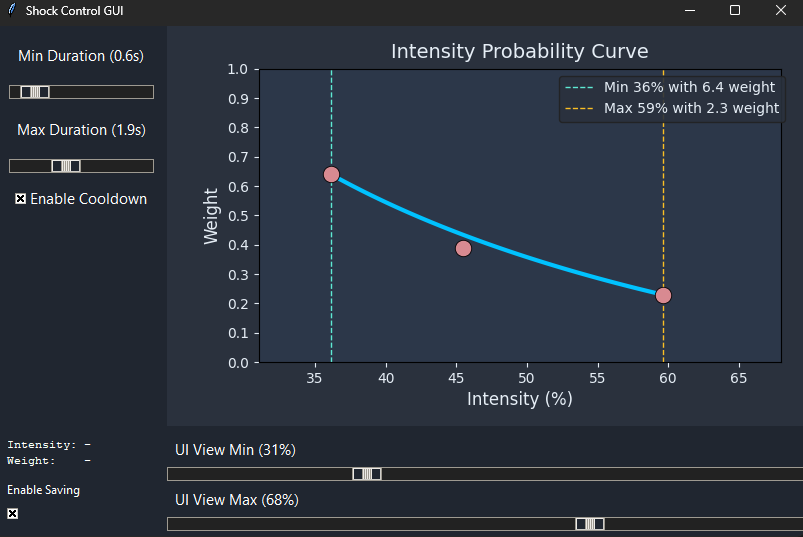 Shock Control GUI
Min Duration (0.6s)
Max Duration (1.9s)
Enable Cooldown
Intensity Probability Curve
Min 36% with 6.4 weight
Max 59% with 2.3 weight
Weight
1.0
0.9
0.8
0.7
0.6
0.5
0.4
0.3
0.2
0.1
0.0
35 40 45 50 55 60 65
Intensity (%)
Intensity: -
Weight: -
Enable Saving
UI View Min (31%)
UI View Max (68%)